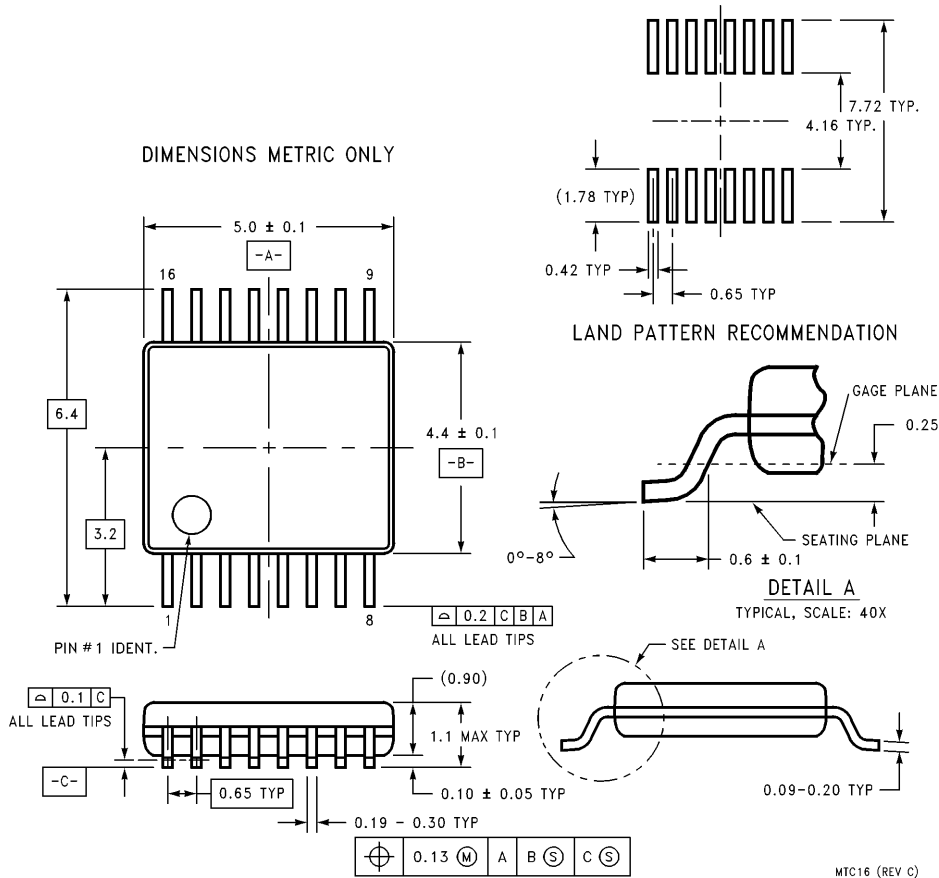 7.72 TYP.
4.16 TYP.
(1.78 TYP)
0.42 TYP
0.65 TYP
LAND PATTERN RECOMMENDATION
DIMENSIONS METRIC ONLY
5.0 ± 0.1
-A-
16
9
6.4
4.4 ± 0.1
-B-
3.2
1
8
PIN #1 IDENT.
⌓ 0.2 C B A
ALL LEAD TIPS
GAGE PLANE
0.25
SEATING PLANE
0°-8°
0.6 ± 0.1
DETAIL A
TYPICAL, SCALE: 40X
SEE DETAIL A
⌓ 0.1 C
ALL LEAD TIPS
(0.90)
1.1 MAX TYP
-C-
0.65 TYP
0.10 ± 0.05 TYP
0.19 - 0.30 TYP
0.09-0.20 TYP
⌖ 0.13 Ⓜ A B Ⓢ C Ⓢ
MTC16 (REV C)